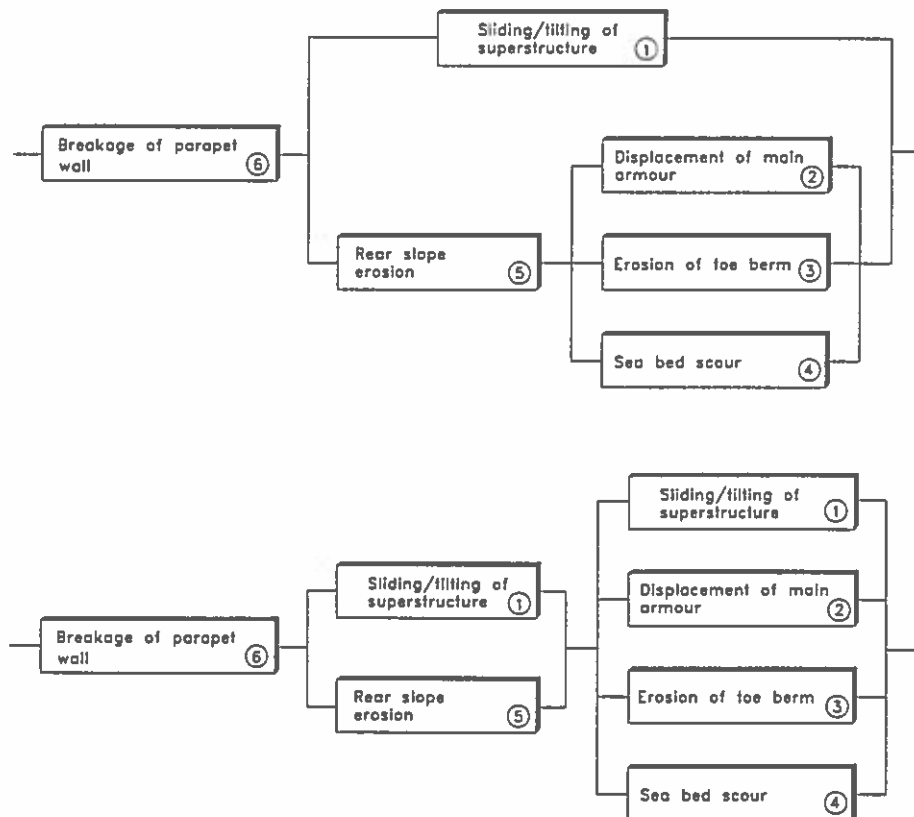 Sliding/tilting of
superstructure 1
Breakage of parapet
wall 6
Displacement of main
armour 2
Rear slope
erosion 5
Erosion of toe berm 3
Sea bed scour 4
Sliding/tilting of
superstructure 1
Sliding/tilting of
superstructure 1
Displacement of main
armour 2
Breakage of parapet
wall 6
Rear slope
erosion 5
Erosion of toe berm 3
Sea bed scour 4